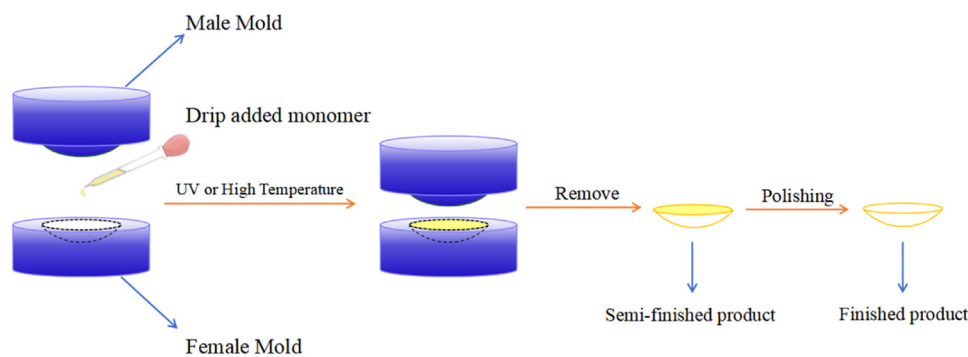 Male Mold
Drip added monomer
UV or High Temperature
Remove
Polishing
Semi-finished product
Finished product
Female Mold